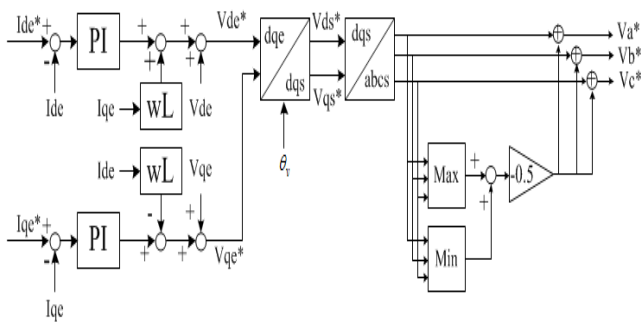 Ide*
+
-
PI
+
+
+
+
Vde*
Ide
Iqe
wL
Vde
dqe
dqs
θv
Vds*
Vqs*
dqs
abcs
Va*
Vb*
Vc*
Max
Min
+
+
-0.5
Ide
wL
Vqe
Iqe*
+
-
PI
-
+
+
+
Vqe*
Iqe